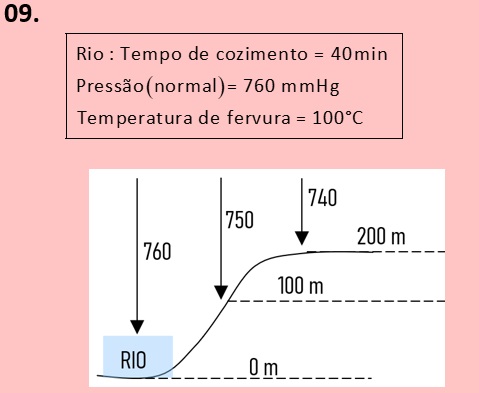 09.
Rio : Tempo de cozimento = 40min
Pressão(normal)= 760 mmHg
Temperatura de fervura = 100°C
740
750
200 m
760
100 m
RIO
0 m